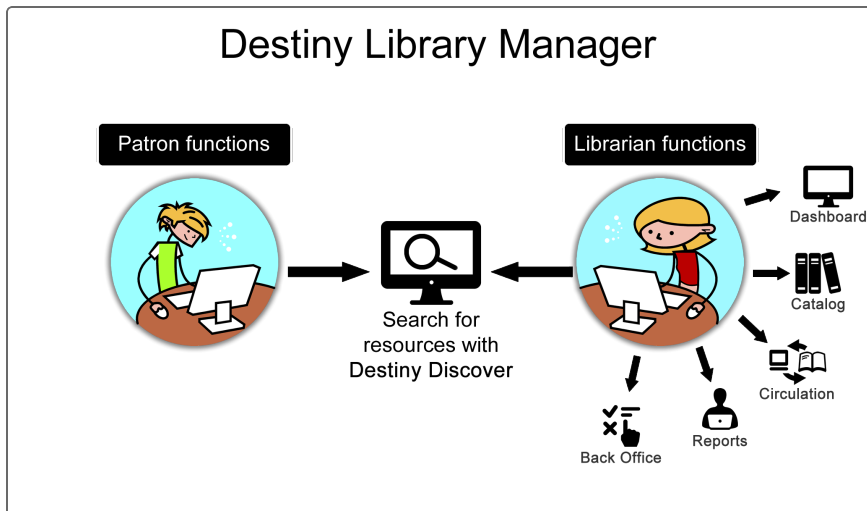 Destiny Library Manager
Patron functions
Librarian functions
Search for
resources with
Destiny Discover
Dashboard
Catalog
Circulation
Reports
Back Office